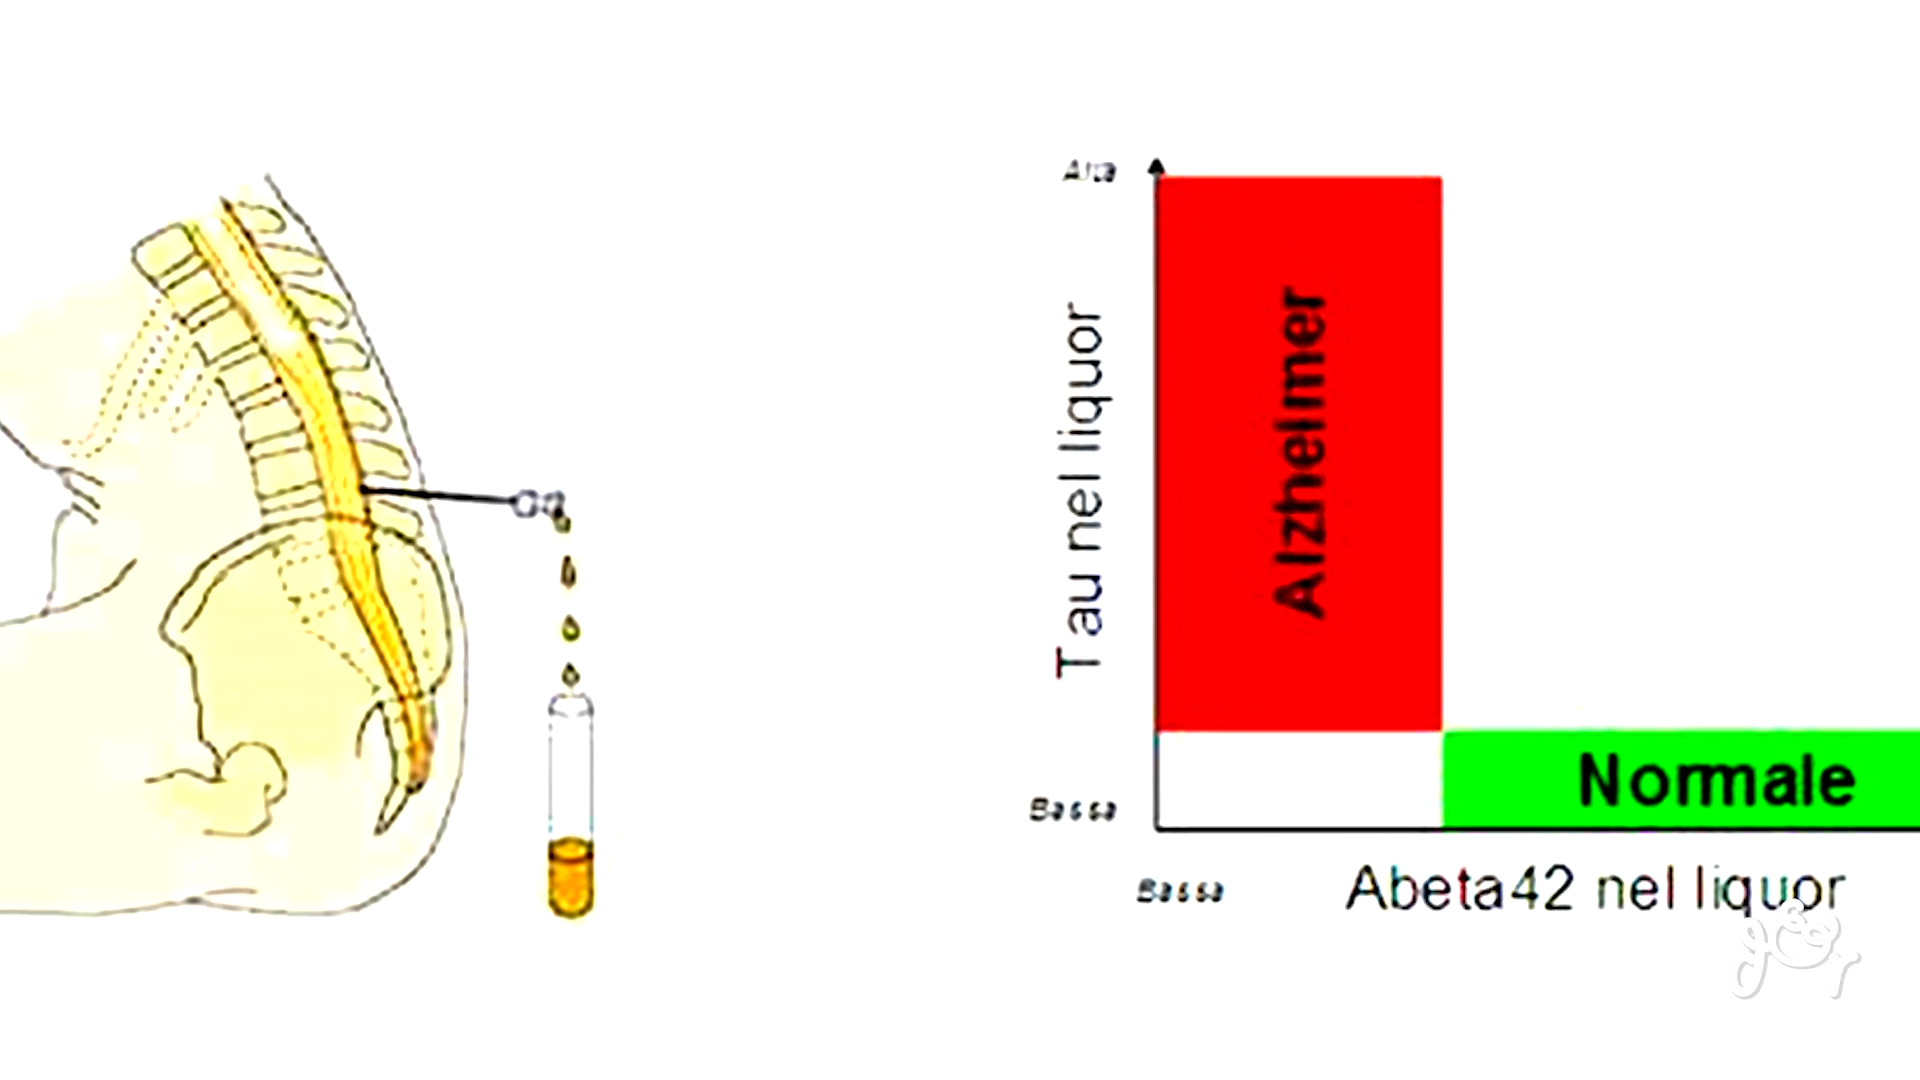 Alta
Tau nel liquor
Alzheimer
Normale
Bassa
Bassa
Abeta42 nel liquor
g&r